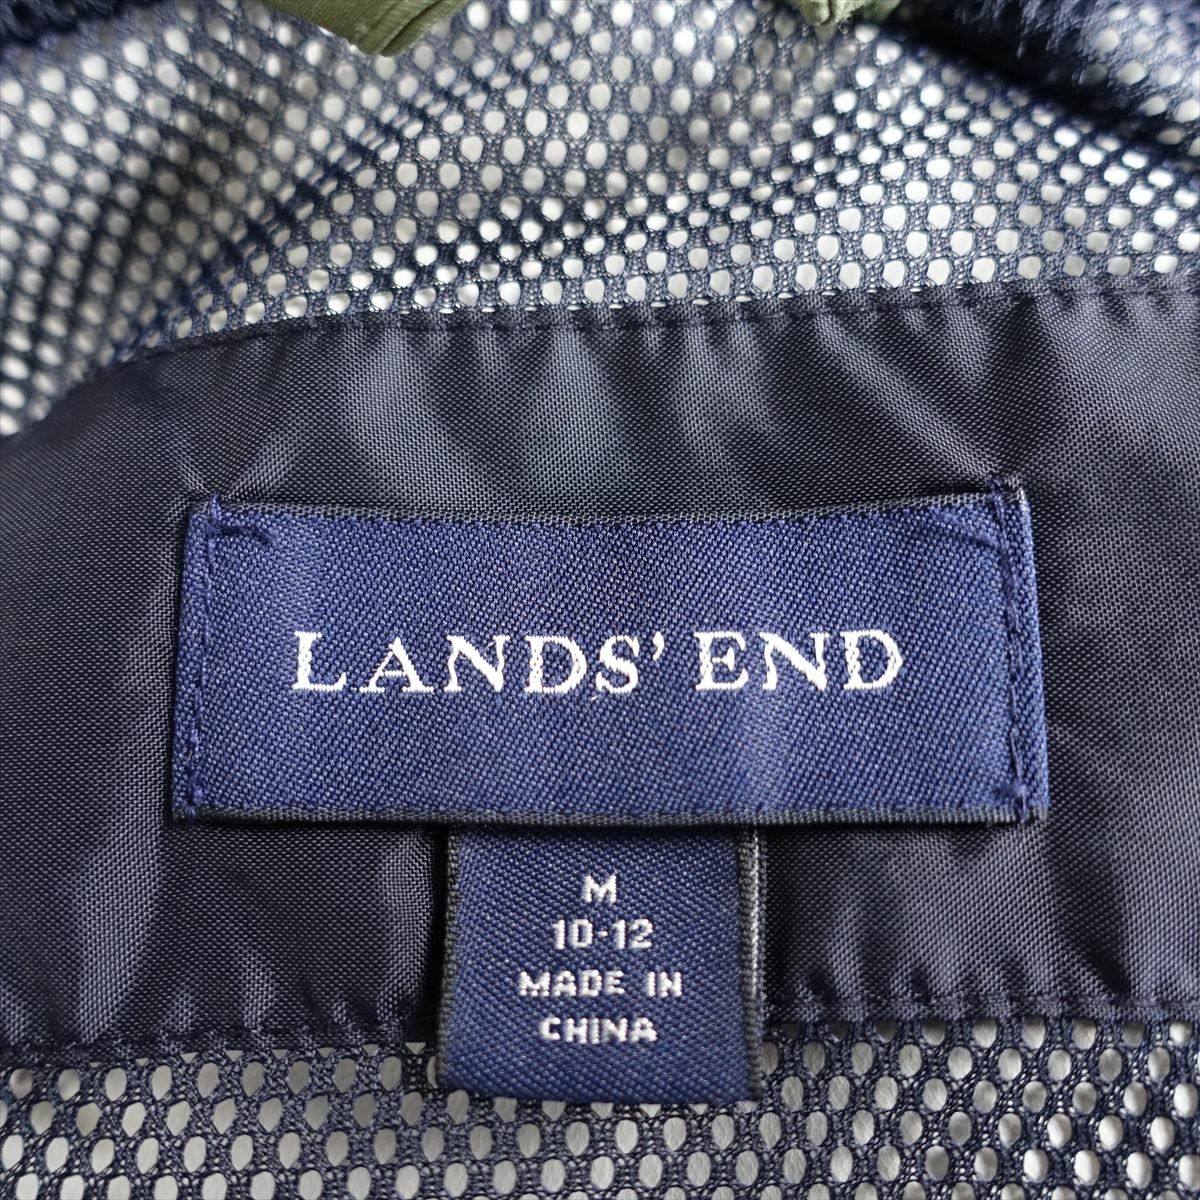 LANDS' END
M
10-12
MADE IN
CHINA